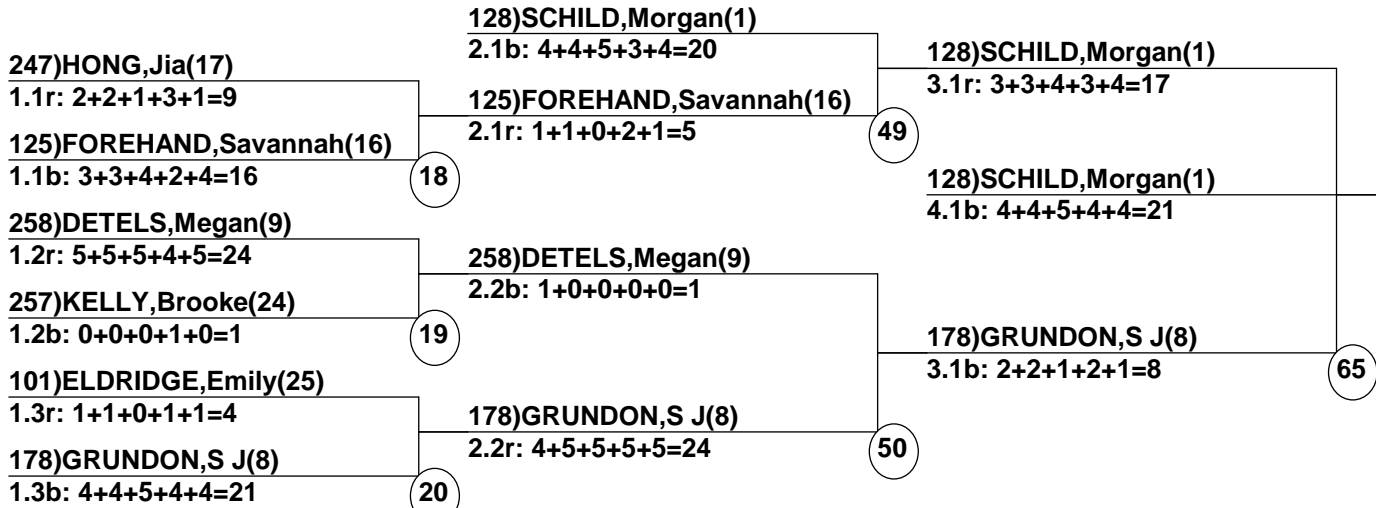 128)SCHILD,Morgan(1)
2.1b: 4+4+5+3+4=20
128)SCHILD,Morgan(1)
3.1r: 3+3+4+3+4=17
247)HONG,Jia(17)
1.1r: 2+2+1+3+1=9
125)FOREHAND,Savannah(16)
2.1r: 1+1+0+2+1=5
49
125)FOREHAND,Savannah(16)
1.1b: 3+3+4+2+4=16
18
128)SCHILD,Morgan(1)
4.1b: 4+4+5+4+4=21
258)DETELS,Megan(9)
1.2r: 5+5+5+4+5=24
258)DETELS,Megan(9)
2.2b: 1+0+0+0+0=1
257)KELLY,Brooke(24)
1.2b: 0+0+0+1+0=1
19
178)GRUNDON,S J(8)
3.1b: 2+2+1+2+1=8
65
101)ELDRIDGE,Emily(25)
1.3r: 1+1+0+1+1=4
178)GRUNDON,S J(8)
2.2r: 4+5+5+5+5=24
50
178)GRUNDON,S J(8)
1.3b: 4+4+5+4+4=21
20